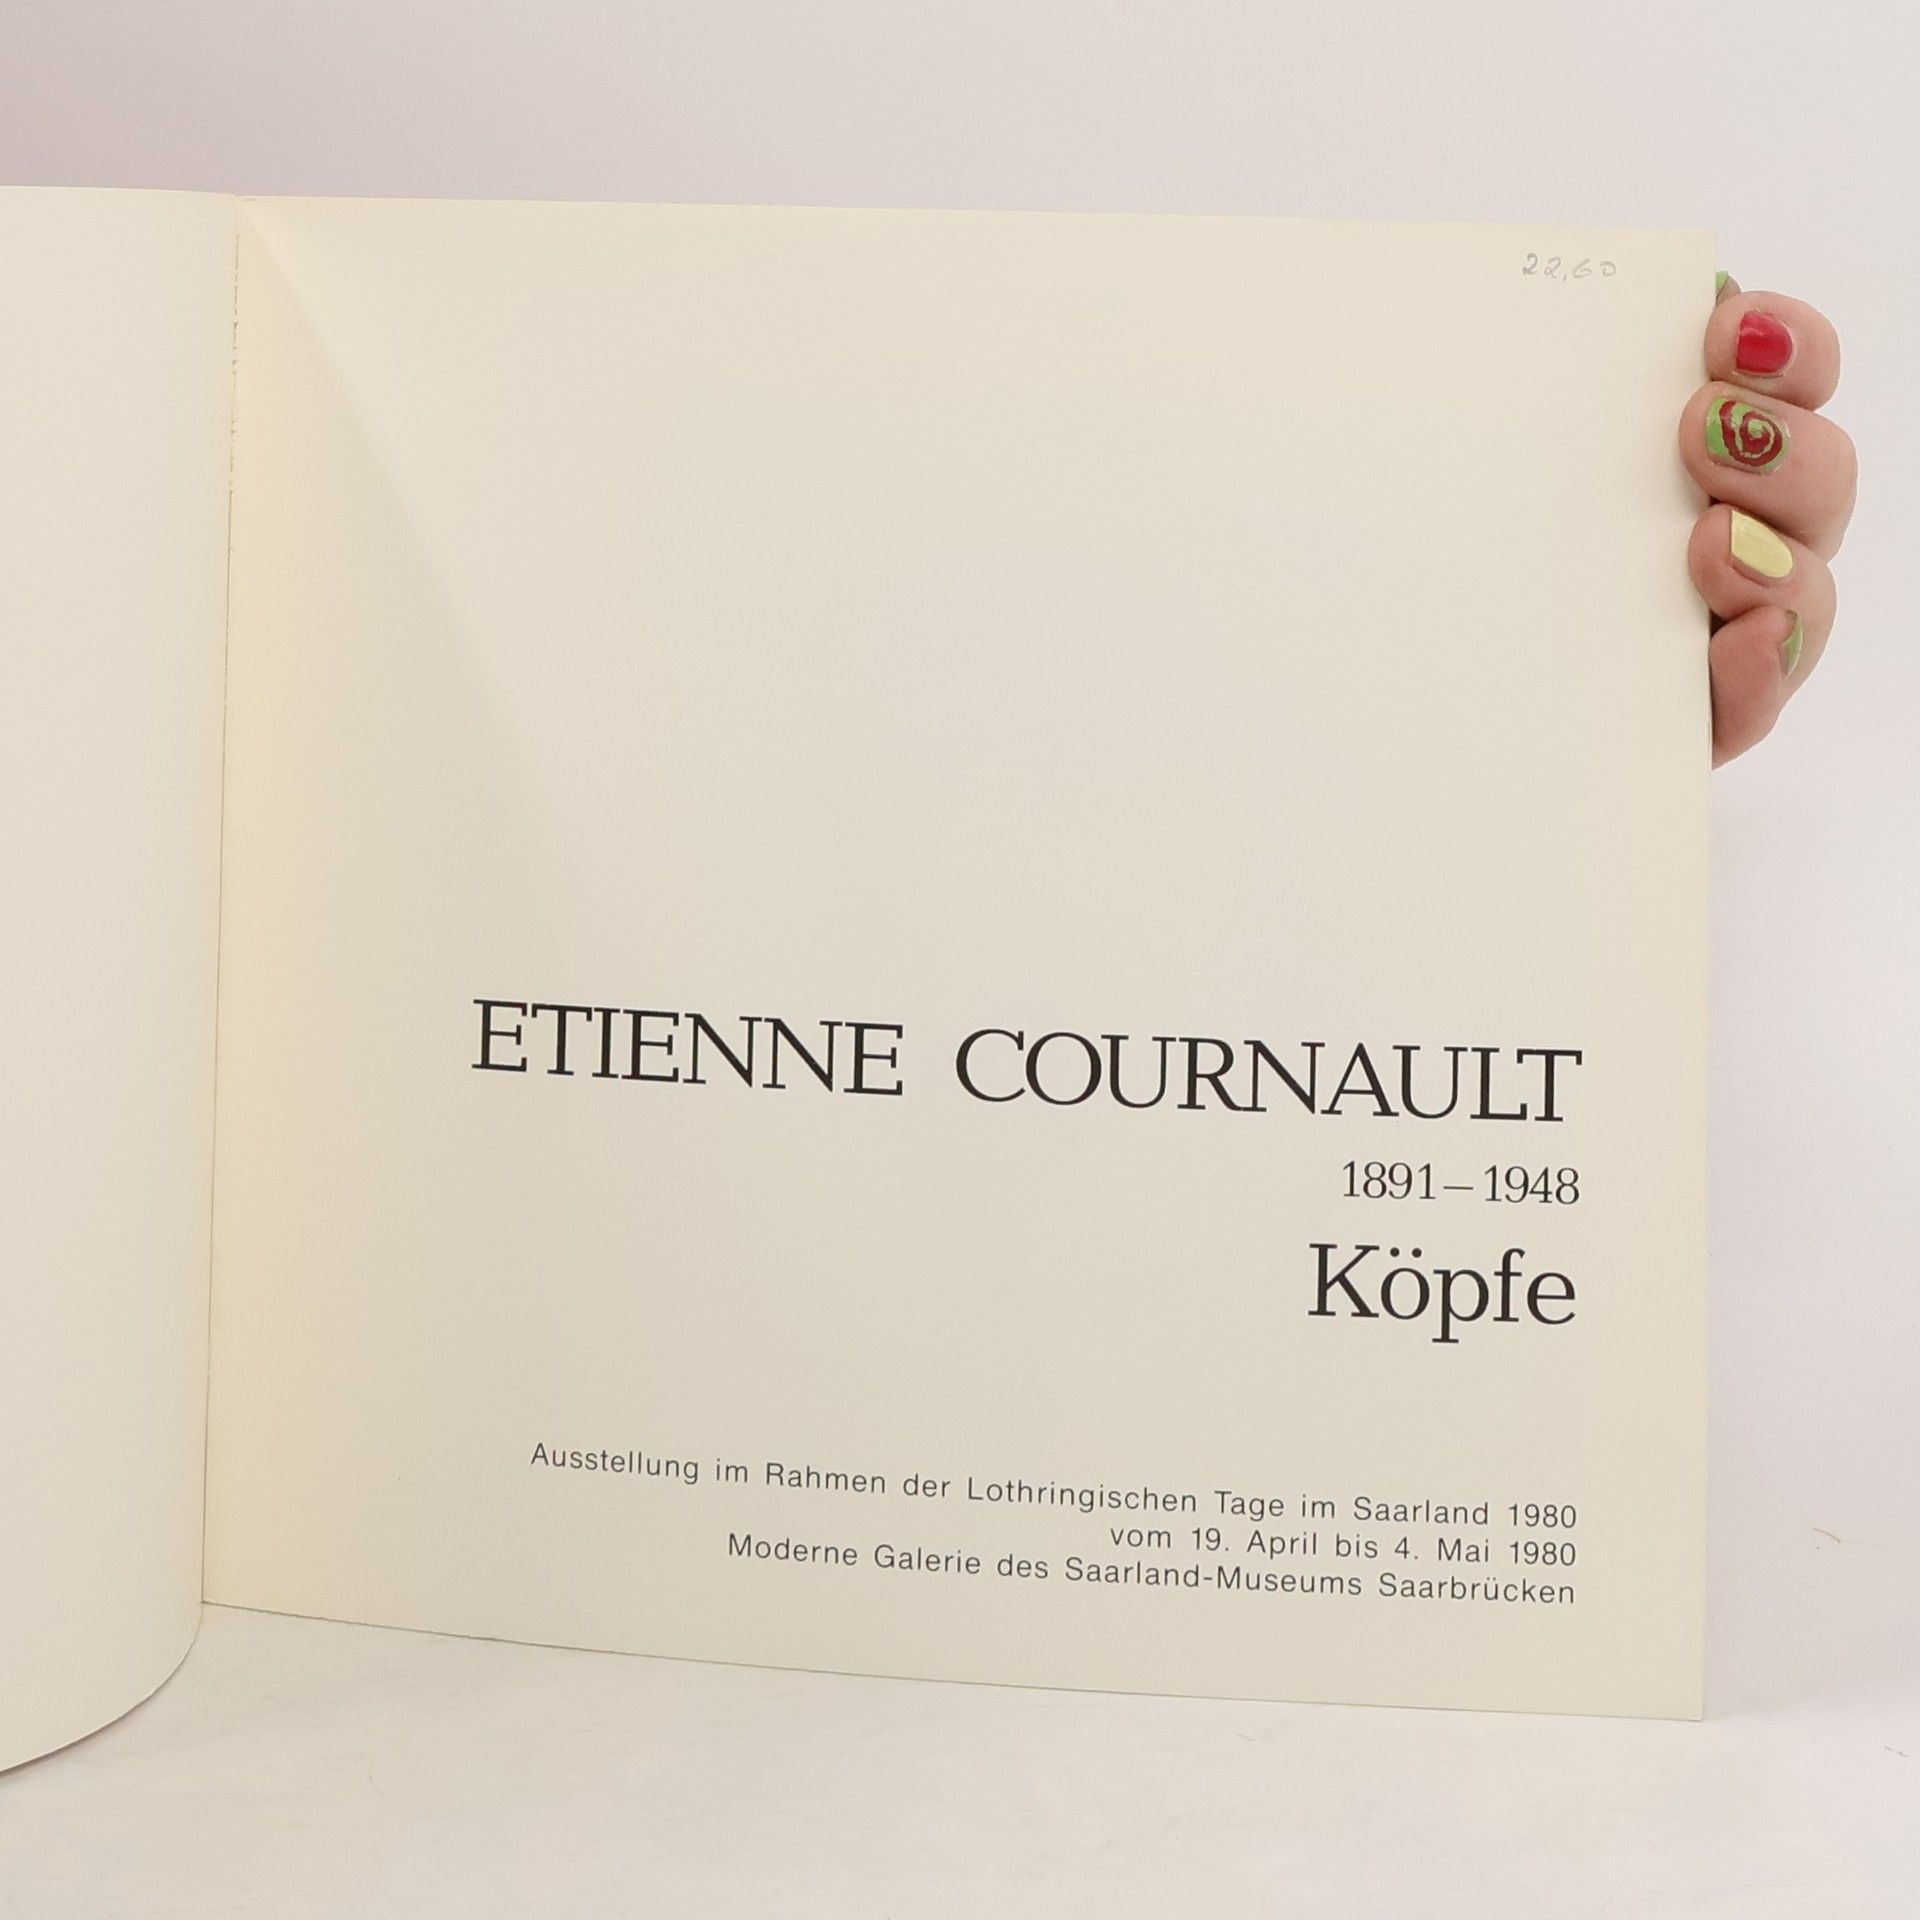 22,60
ETIENNE COURNAULT
1891–1948
Köpfe
Ausstellung im Rahmen der Lothringischen Tage im Saarland 1980
vom 19. April bis 4. Mai 1980
Moderne Galerie des Saarland-Museums Saarbrücken